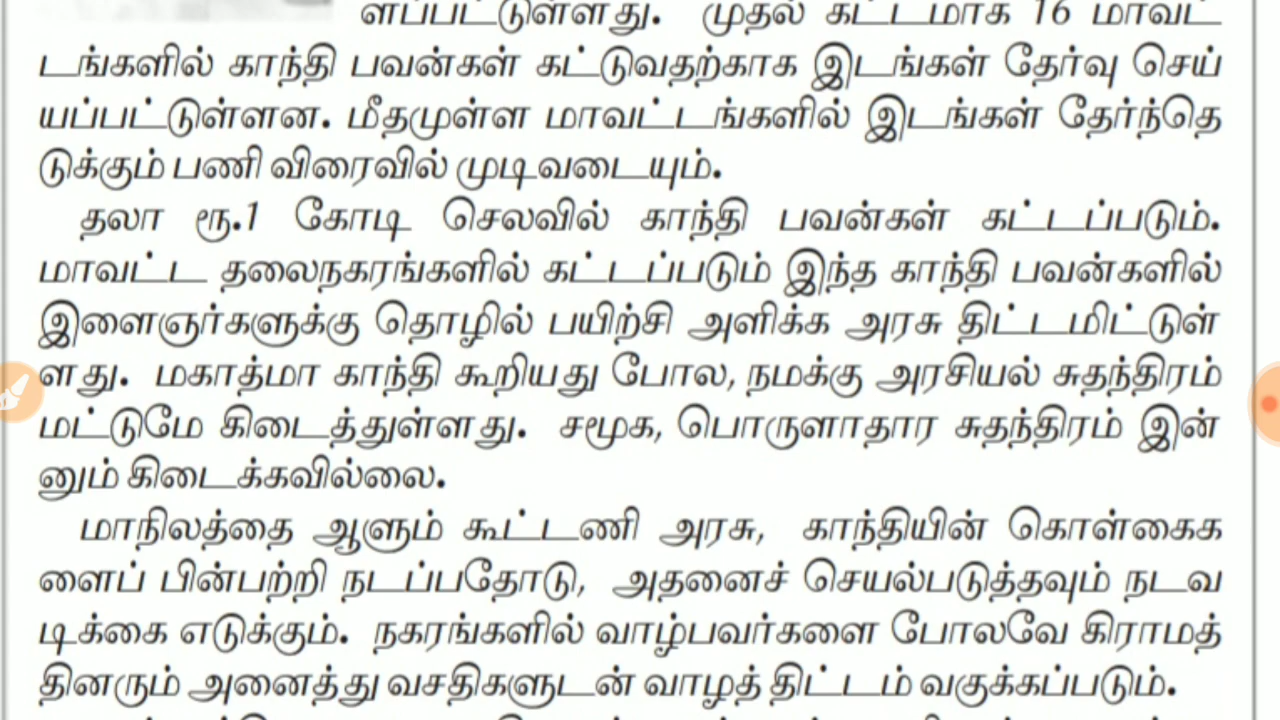 ளப்பட்டுள்ளது. முதல் கட்டமாக 16 மாவட்
டங்களில் காந்தி பவன்கள் கட்டுவதற்காக இடங்கள் தேர்வு செய்
யப்பட்டுள்ளன. மீதமுள்ள மாவட்டங்களில் இடங்கள் தேர்ந்தெ
டுக்கும் பணி விரைவில் முடிவடையும்.
தலா ரூ.1 கோடி செலவில் காந்தி பவன்கள் கட்டப்படும்.
மாவட்ட தலைநகரங்களில் கட்டப்படும் இந்த காந்தி பவன்களில்
இளைஞர்களுக்கு தொழில் பயிற்சி அளிக்க அரசு திட்டமிட்டுள்
ளது. மகாத்மா காந்தி கூறியது போல, நமக்கு அரசியல் சுதந்திரம்
மட்டுமே கிடைத்துள்ளது. சமூக, பொருளாதார சுதந்திரம் இன்
னும் கிடைக்கவில்லை.
மாநிலத்தை ஆளும் கூட்டணி அரசு, காந்தியின் கொள்கைக
ளைப் பின்பற்றி நடப்பதோடு, அதனைச் செயல்படுத்தவும் நடவ
டிக்கை எடுக்கும். நகரங்களில் வாழ்பவர்களை போலவே கிராமத்
தினரும் அனைத்து வசதிகளுடன் வாழத் திட்டம் வகுக்கப்படும்.